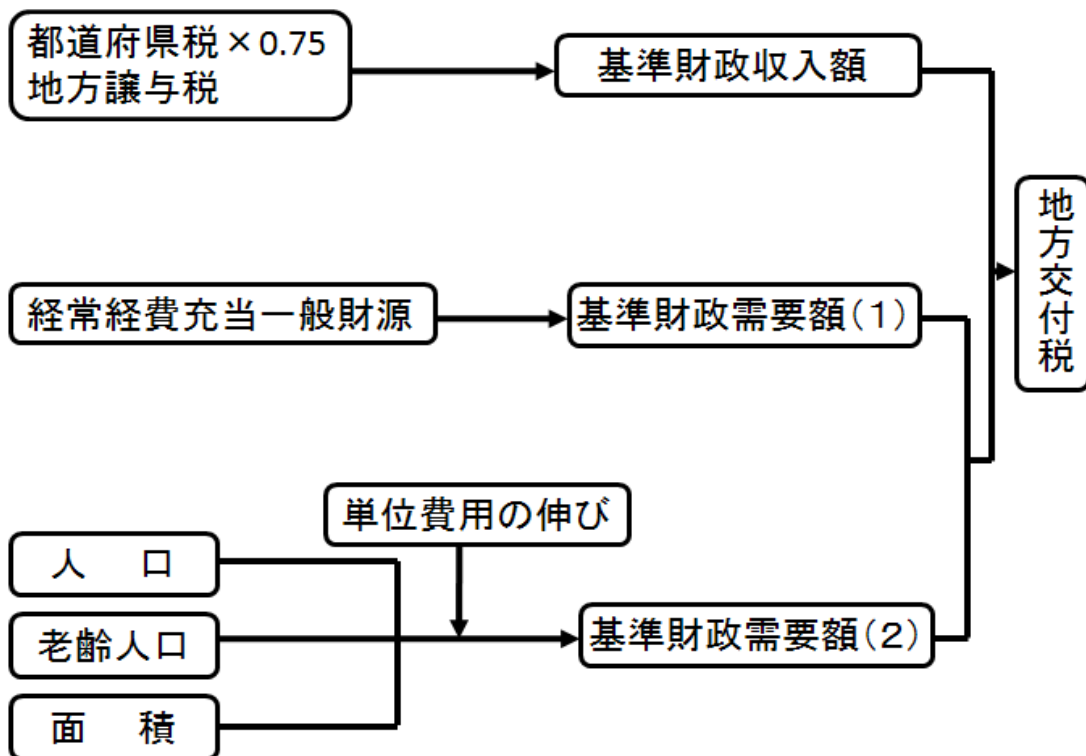 都道府県税×0.75
地方譲与税
基準財政収入額
地方交付税
経常経費充当一般財源
基準財政需要額(1)
単位費用の伸び
人 口
老齢人口
面 積
基準財政需要額(2)